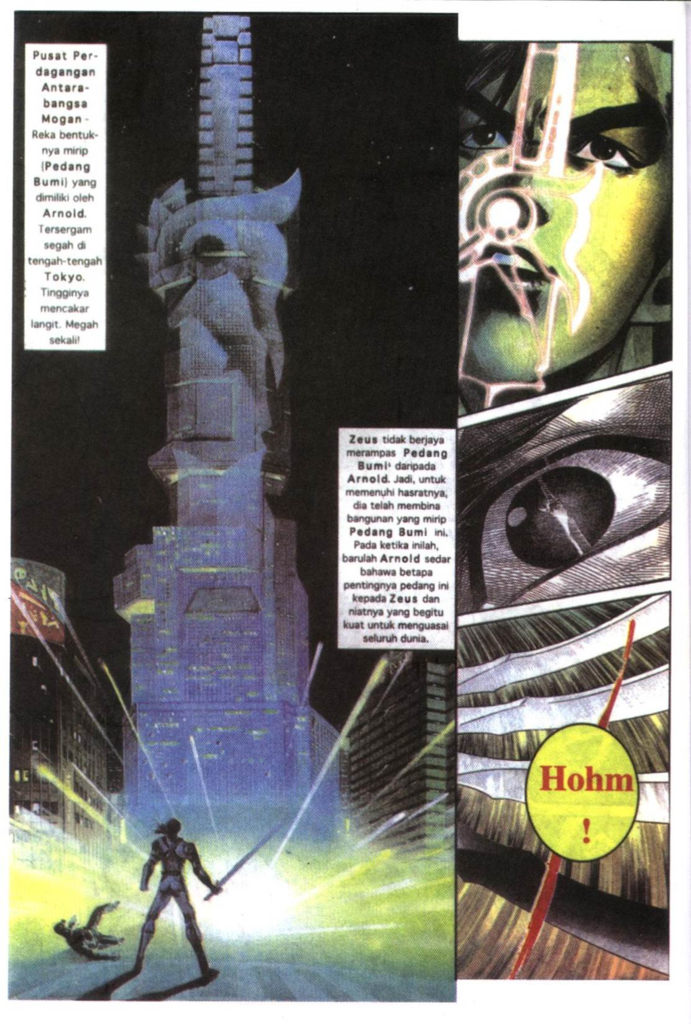 Pusat Per-
dagangan
Antara-
bangsa
Mogan -
Reka bentuk-
nya mirip
(Pedang
Bumi) yang
dimiliki oleh
Arnold.
Tersergam
segah di
tengah-tengah
Tokyo.
Tingginya
mencakar
langit. Megah
sekali!
Zeus tidak berjaya
merampas Pedang
Bumi' daripada
Arnold. Jadi, untuk
memenuhi hasratnya,
dia telah membina
bangunan yang mirip
Pedang Bumi ini.
Pada ketika inilah,
barulah Arnold sedar
bahawa betapa
pentingnya pedang ini
kepada Zeus dan
niatnya yang begitu
kuat untuk menguasai
seluruh dunia.
Hohm
!